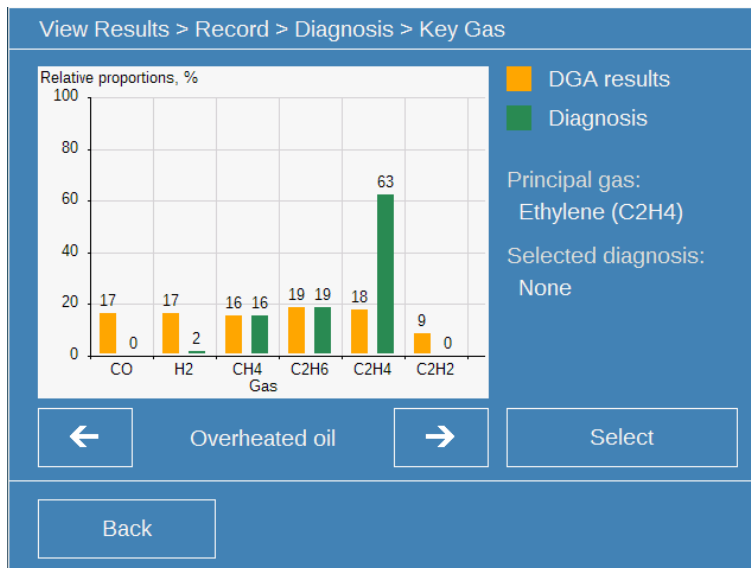 View Results > Record > Diagnosis > Key Gas
Relative proportions, %
100
80
60
40
20
0
17
0
17
2
16
16
19
19
18
63
9
0
CO
H2
CH4
C2H6
C2H4
C2H2
Gas
DGA results
Diagnosis
Principal gas:
Ethylene (C2H4)
Selected diagnosis:
None
Overheated oil
Select
Back